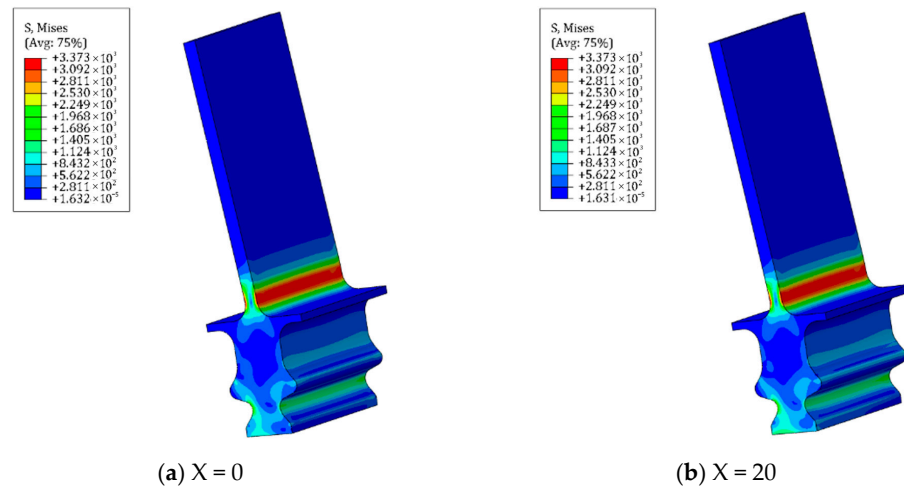 S, Mises
(Avg: 75%)
+3.373 × 10³
+3.092 × 10³
+2.811 × 10³
+2.530 × 10³
+2.249 × 10³
+1.968 × 10³
+1.686 × 10³
+1.405 × 10³
+1.124 × 10³
+8.432 × 10²
+5.622 × 10²
+2.811 × 10²
+1.632 × 10⁻⁵
(a) X = 0
S, Mises
(Avg: 75%)
+3.373 × 10³
+3.092 × 10³
+2.811 × 10³
+2.530 × 10³
+2.249 × 10³
+1.968 × 10³
+1.687 × 10³
+1.405 × 10³
+1.124 × 10³
+8.433 × 10²
+5.622 × 10²
+2.811 × 10²
+1.631 × 10⁻⁵
(b) X = 20